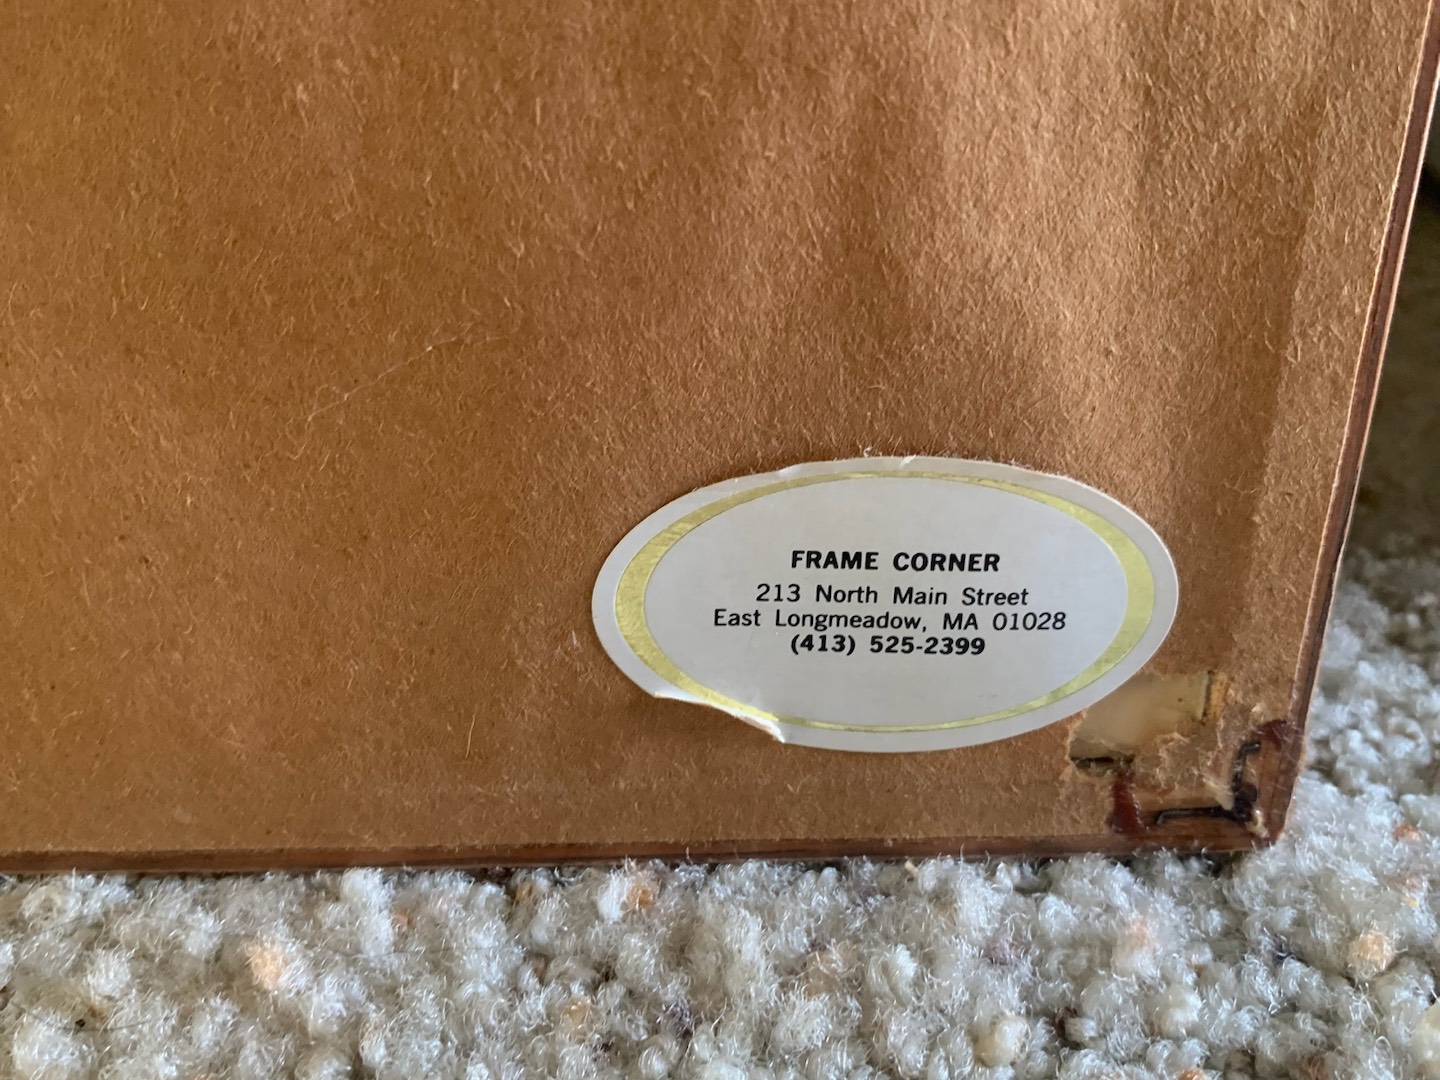 FRAME CORNER
213 North Main Street
East Longmeadow, MA 01028
(413) 525-2399